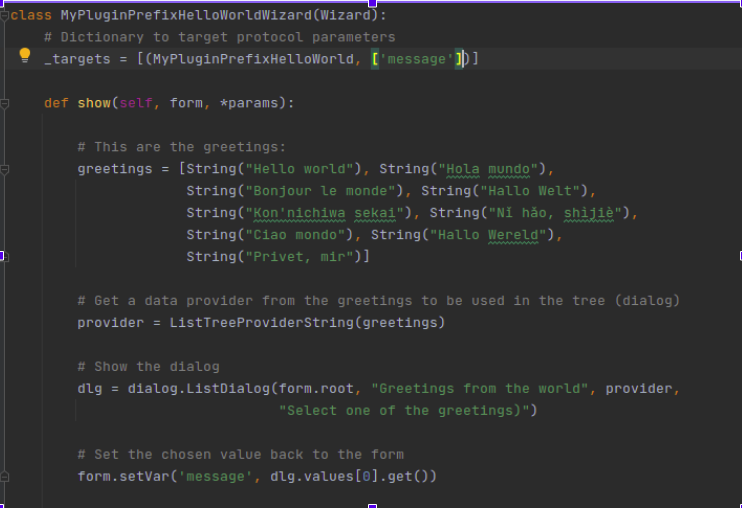 class MyPluginPrefixHelloWorldWizard(Wizard):
    # Dictionary to target protocol parameters
    _targets = [(MyPluginPrefixHelloWorld, ['message'])]
    def show(self, form, *params):
        # This are the greetings:
        greetings = [String("Hello world"), String("Hola mundo"),
                     String("Bonjour le monde"), String("Hallo Welt"),
                     String("Kon'nichiwa sekai"), String("Nǐ hǎo, shìjiè"),
                     String("Ciao mondo"), String("Hallo Wereld"),
                     String("Privet, mir")]
        # Get a data provider from the greetings to be used in the tree (dialog)
        provider = ListTreeProviderString(greetings)
        # Show the dialog
        dlg = dialog.ListDialog(form.root, "Greetings from the world", provider,
                                "Select one of the greetings)")
        # Set the chosen value back to the form
        form.setVar('message', dlg.values[0].get())